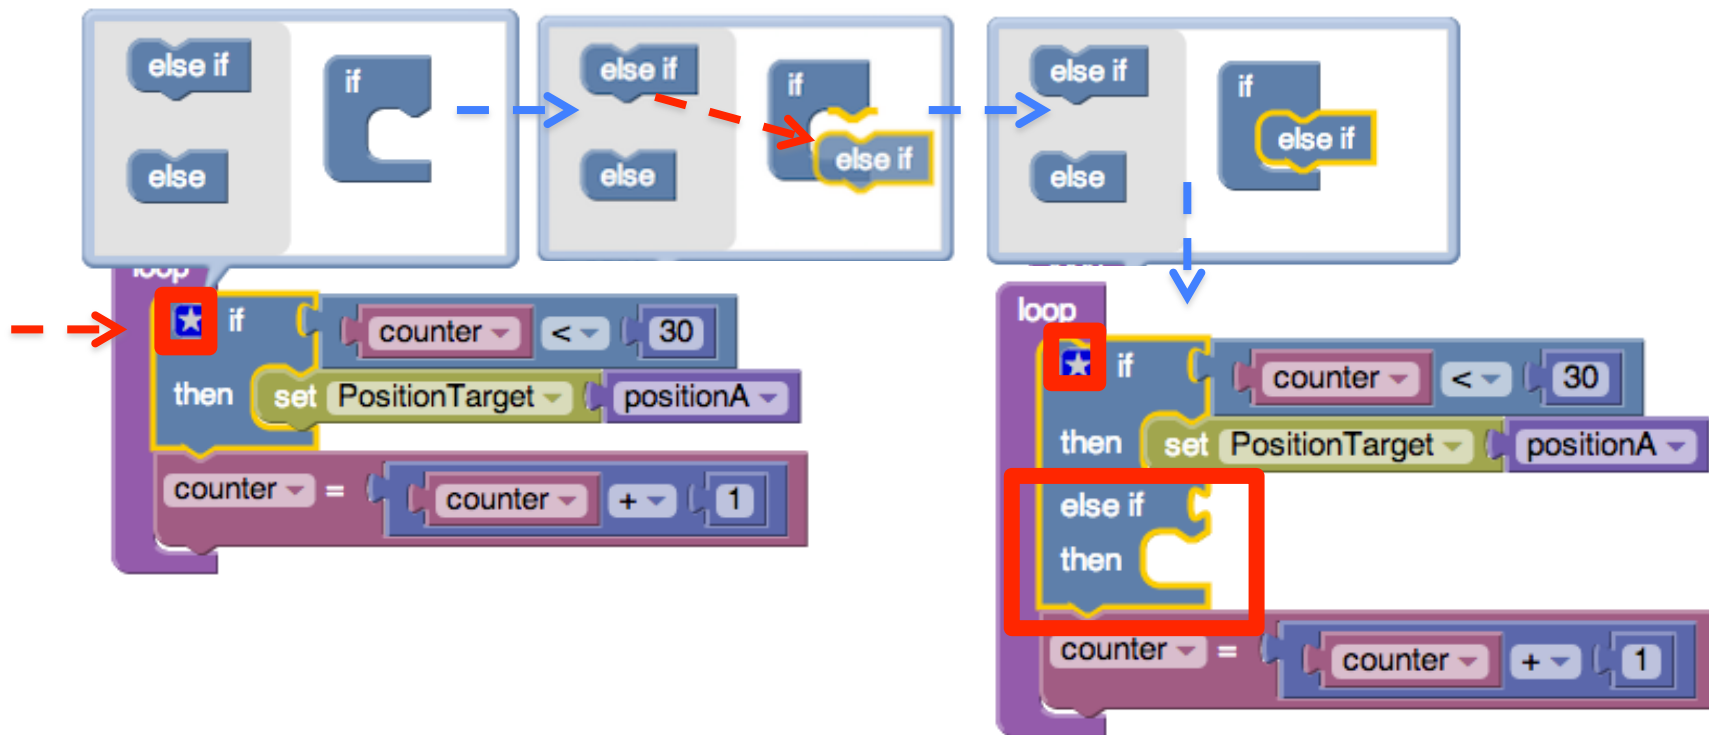 else if
if
else
else if
if
else if
else
else if
if
else if
else
loop
if counter < 30
then set PositionTarget positionA
counter = counter + 1
loop
if counter < 30
then set PositionTarget positionA
else if
then
counter = counter + 1